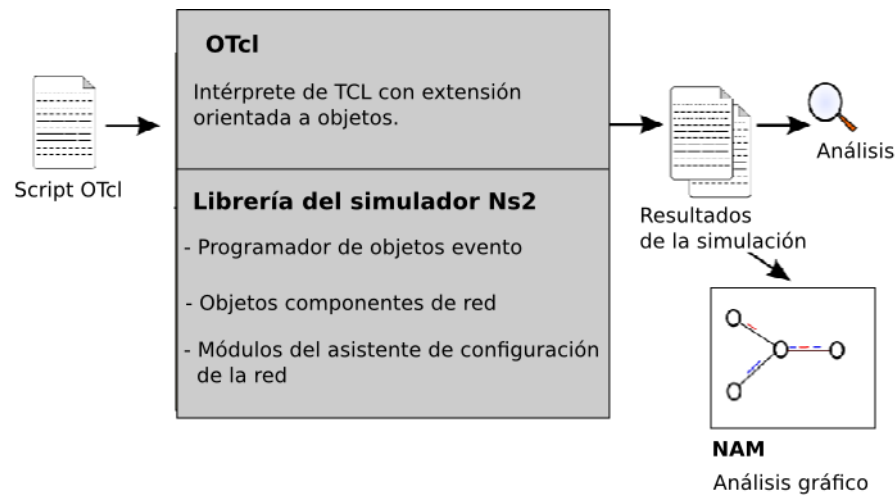 OTcl
Intérprete de TCL con extensión
orientada a objetos.
Script OTcl
Librería del simulador Ns2
- Programador de objetos evento
- Objetos componentes de red
- Módulos del asistente de configuración
de la red
Análisis
Resultados
de la simulación
NAM
Análisis gráfico